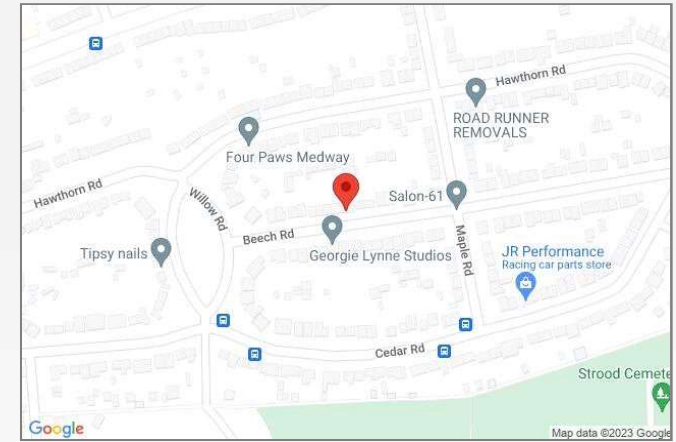 Hawthorn Rd
ROAD RUNNER
REMOVALS
Four Paws Medway
Hawthorn Rd
Willow Rd
Salon-61
Beech Rd
Maple Rd
Tipsy nails
Georgie Lynne Studios
JR Performance
Racing car parts store
Cedar Rd
Strood Cemete
Google
Map data ©2023 Google